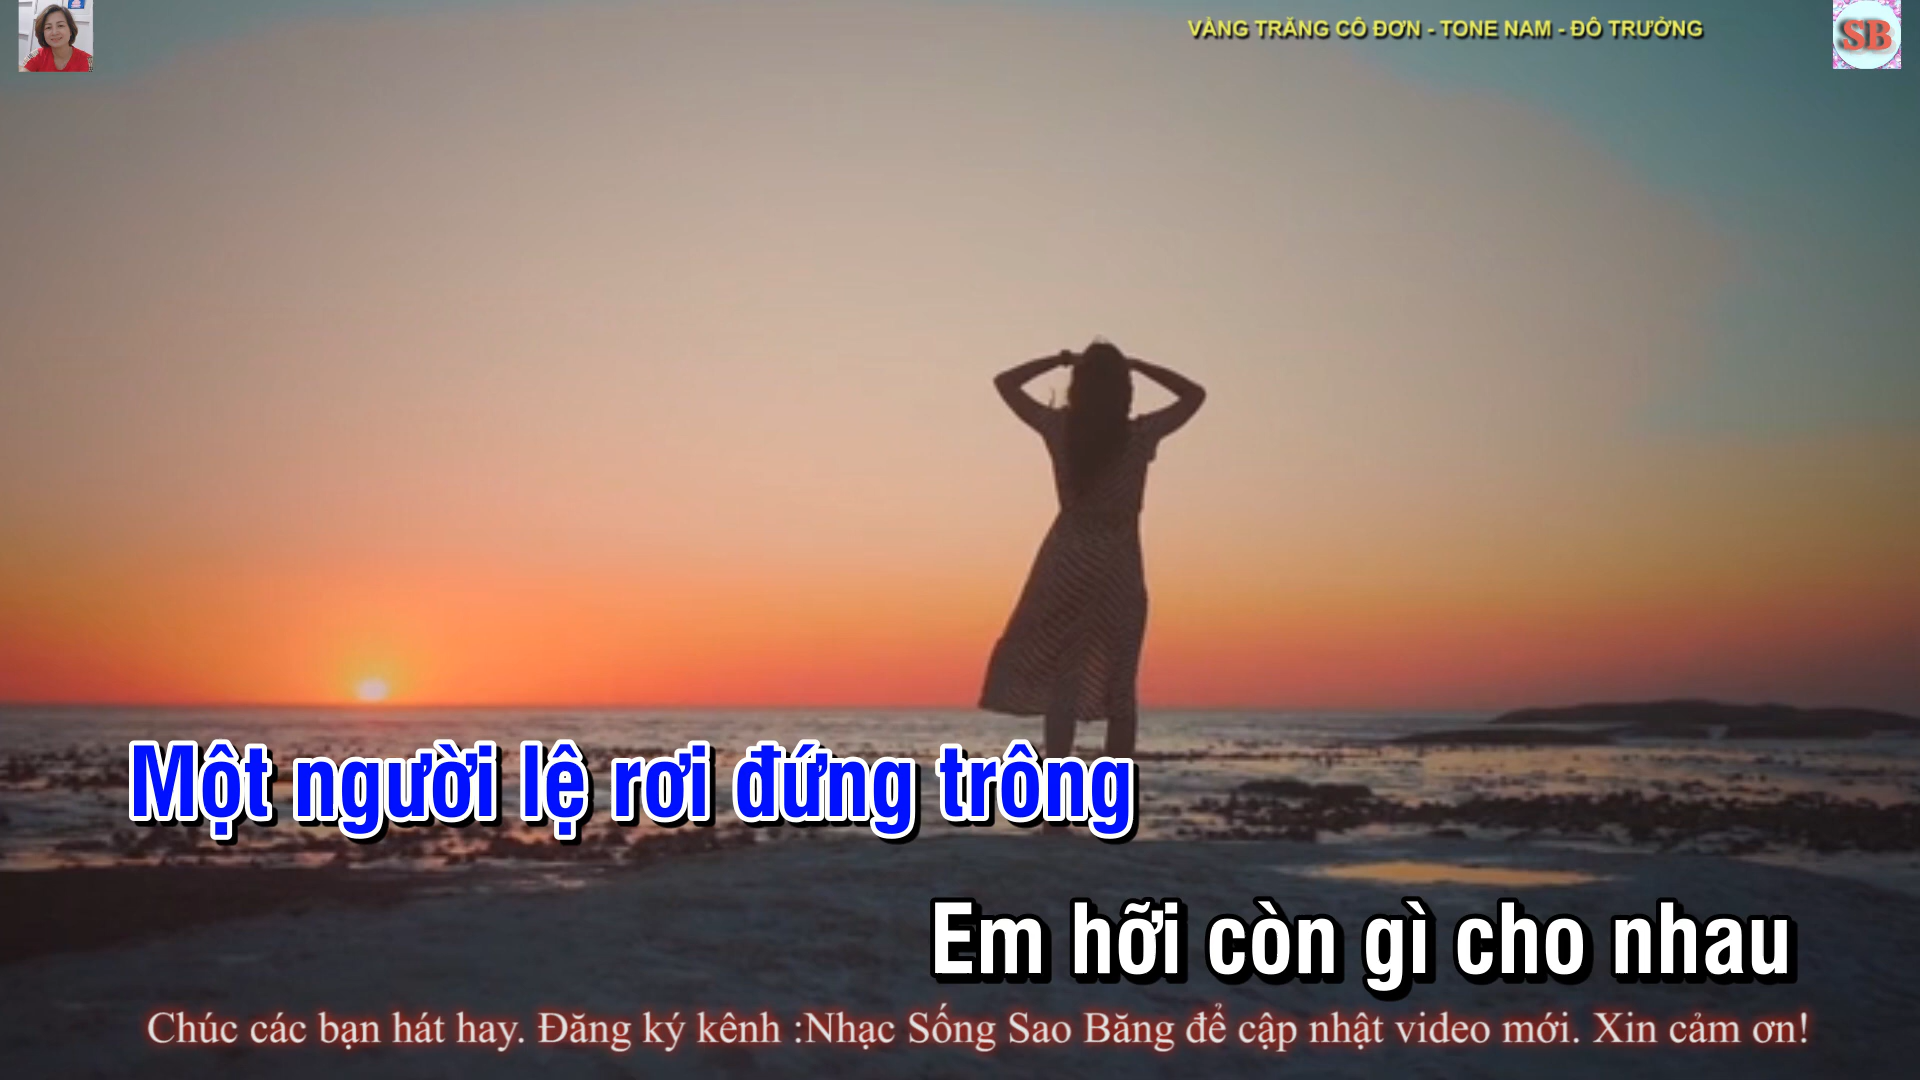 VÀNG TRĂNG CÔ ĐƠN - TONE NAM - ĐÔ TRƯỞNG
SB
Một người lệ rơi đứng trông
Em hỡi còn gì cho nhau
Chúc các bạn hát hay. Đăng ký kênh :Nhạc Sống Sao Băng để cập nhật video mới. Xin cảm ơn!